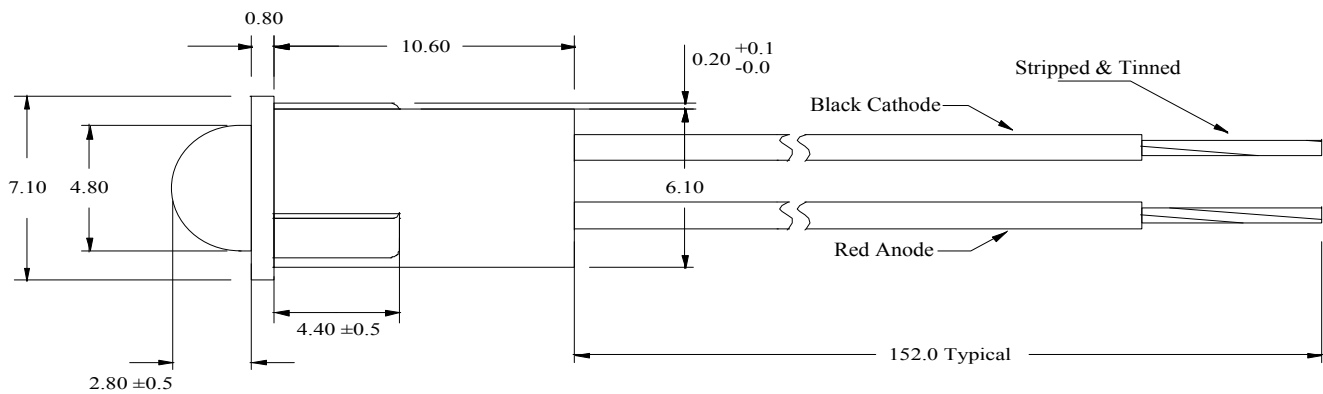 0.80
10.60
0.20 +0.1
-0.0
Stripped & Tinned
Black Cathode
7.10
4.80
6.10
Red Anode
4.40 ±0.5
152.0 Typical
2.80 ±0.5